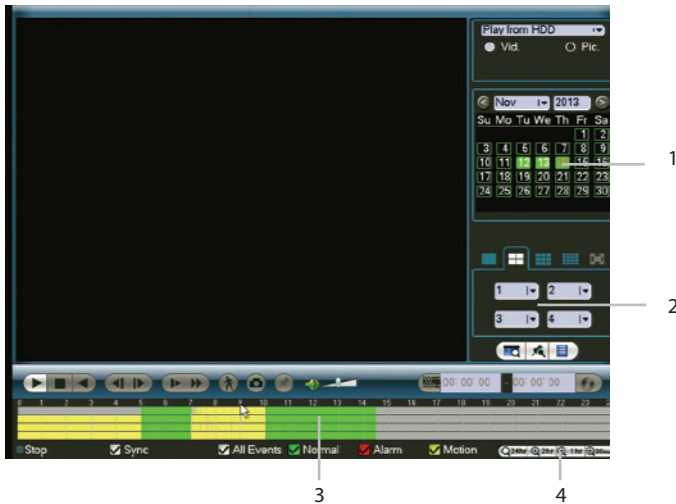 Play from HDD
Vid. Pic.
Nov 2013
Su Mo Tu We Th Fr Sa
1 2
3 4 5 6 7 8 9
10 11 12 13 15 16
17 18 19 20 21 22 23
24 25 26 27 28 29 30
1
1 2
2
3 4
00: 00: 00 - 00: 00: 00
0 1 2 3 4 5 6 7 8 9 10 11 12 13 14 15 16 17 18 19 20 21 22 23
Stop Sync All Events Normal Alarm Motion 24hr 2hr 1hr
3 4